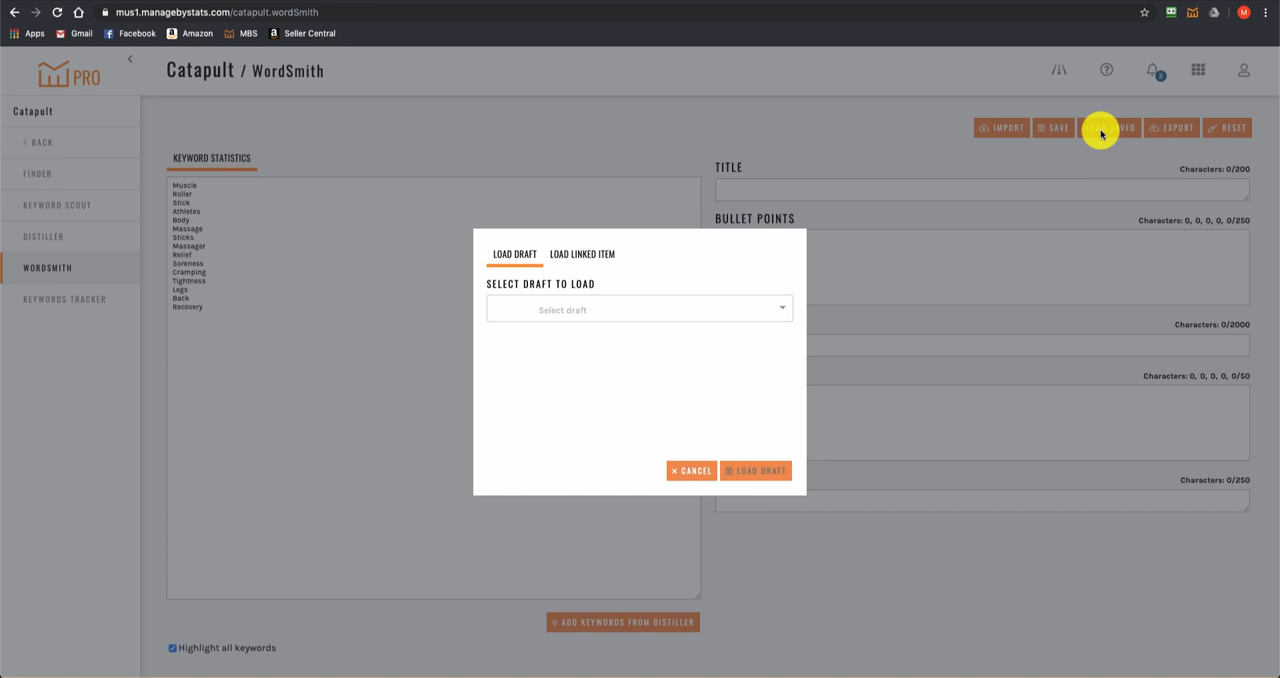 mus1.managebystats.com/catapult.wordSmith
M
Apps Gmail Facebook Amazon MBS Seller Central
PRO
Catapult / WordSmith
2
Catapult
< BACK
FINDER
KEYWORD SCOUT
DISTILLER
WORDSMITH
KEYWORDS TRACKER
IMPORT SAVE EXPORT RESET
KEYWORD STATISTICS
Muscle
Roller
Stick
Athletes
Body
Massage
Sticks
Massager
Relief
Soreness
Cramping
Tightness
Legs
Back
Recovery
ADD KEYWORDS FROM DISTILLER
Highlight all keywords
TITLE Characters: 0/200
BULLET POINTS Characters: 0, 0, 0, 0, 0/250
Characters: 0/2000
Characters: 0, 0, 0, 0, 0/50
Characters: 0/250
LOAD DRAFT LOAD LINKED ITEM
SELECT DRAFT TO LOAD
Select draft
× CANCEL LOAD DRAFT